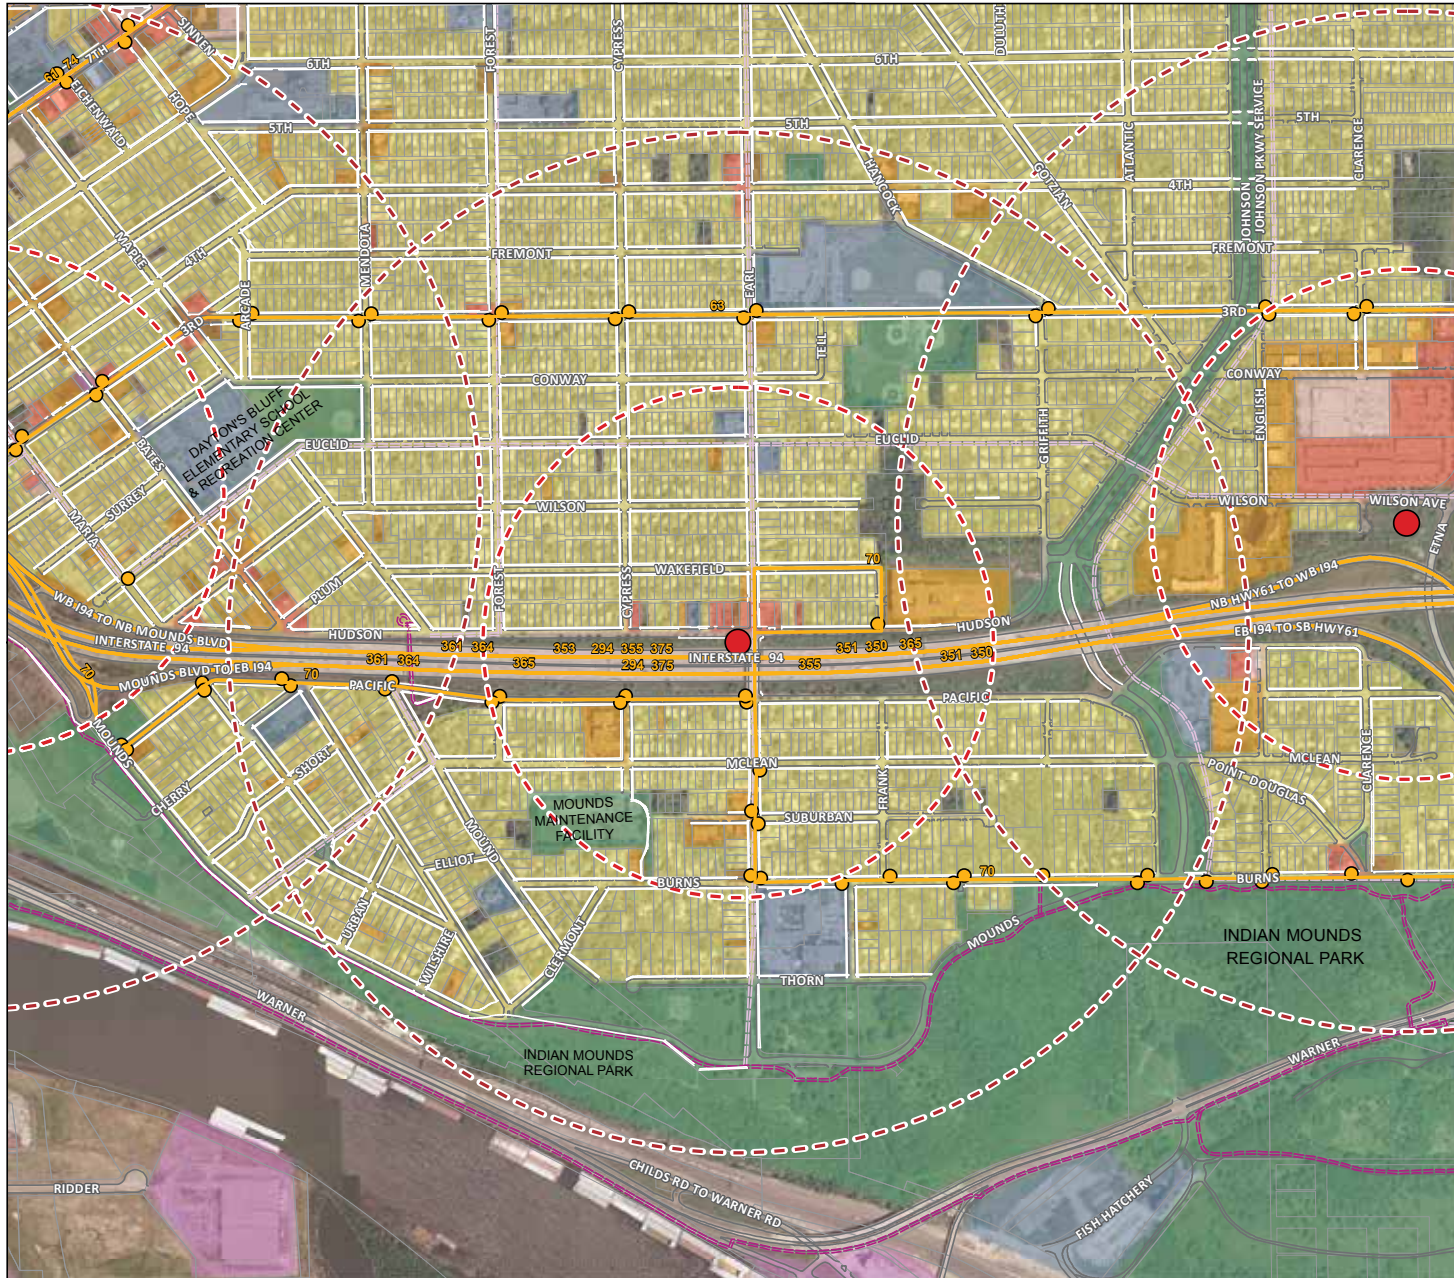 SINNEN
7TH
74
61
EICHENWALD
HOPE
6TH
FOREST
CYPRESS
6TH
DULUTH
5TH
5TH
5TH
HANCOCK
GOTZIAN
ATLANTIC
JOHNSON
JOHNSON PKWY SERVICE
CLARENCE
4TH
MAPLE
4TH
MENDOTA
FREMONT
FREMONT
3RD
ARCADE
63
EARL
3RD
TELL
CONWAY
CONWAY
DAYTON'S BLUFF
ELEMENTARY SCHOOL
& RECREATION CENTER
EUCLID
EUCLID
GRIFFITH
ENGLISH
BATES
SURREY
MARIA
WILSON
WILSON
WILSON AVE
ETNA
PLUM
FOREST
CYPRESS
WAKEFIELD
70
WB I94 TO NB MOUNDS BLVD
INTERSTATE 94
HUDSON
HUDSON
NB HWY61 TO WB I94
EB I94 TO SB HWY61
361 364
353 294 355 375
351 350 365
361 364
365
294 375
INTERSTATE 94
355
351 350
MOUNDS BLVD TO EB I94
70
70
PACIFIC
PACIFIC
MOUNDS
CHERRY
SHORT
MCLEAN
MCLEAN
FRANK
POINT DOUGLAS
CLARENCE
MOUNDS
MAINTENANCE
FACILITY
SUBURBAN
MOUND
ELLIOT
BURNS
70
BURNS
URBAN
WILSHIRE
CLERMONT
MOUNDS
INDIAN MOUNDS
REGIONAL PARK
THORN
WARNER
INDIAN MOUNDS
REGIONAL PARK
WARNER
CHILDS RD TO WARNER RD
RIDDER
FISH HATCHERY